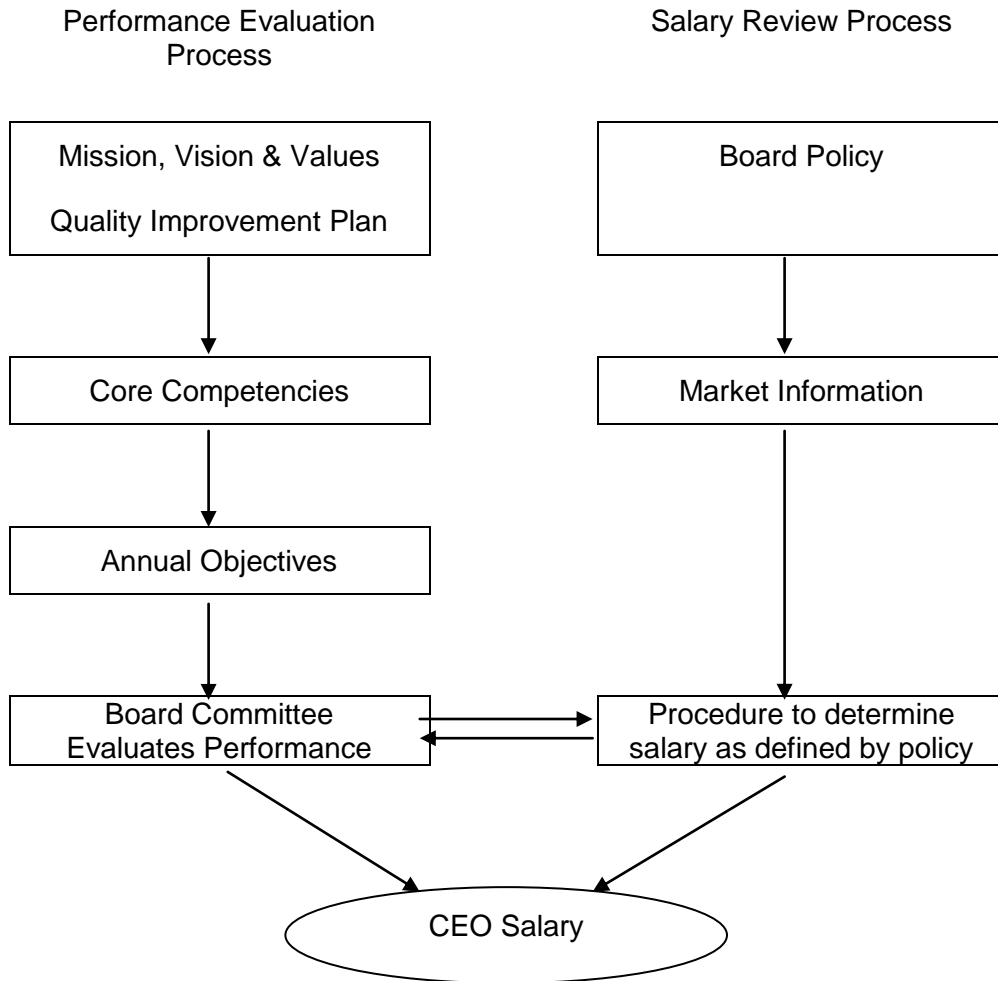 Performance Evaluation
Process
Salary Review Process
Mission, Vision & Values
Quality Improvement Plan
Board Policy
Core Competencies
Market Information
Annual Objectives
Board Committee
Evaluates Performance
Procedure to determine
salary as defined by policy
CEO Salary